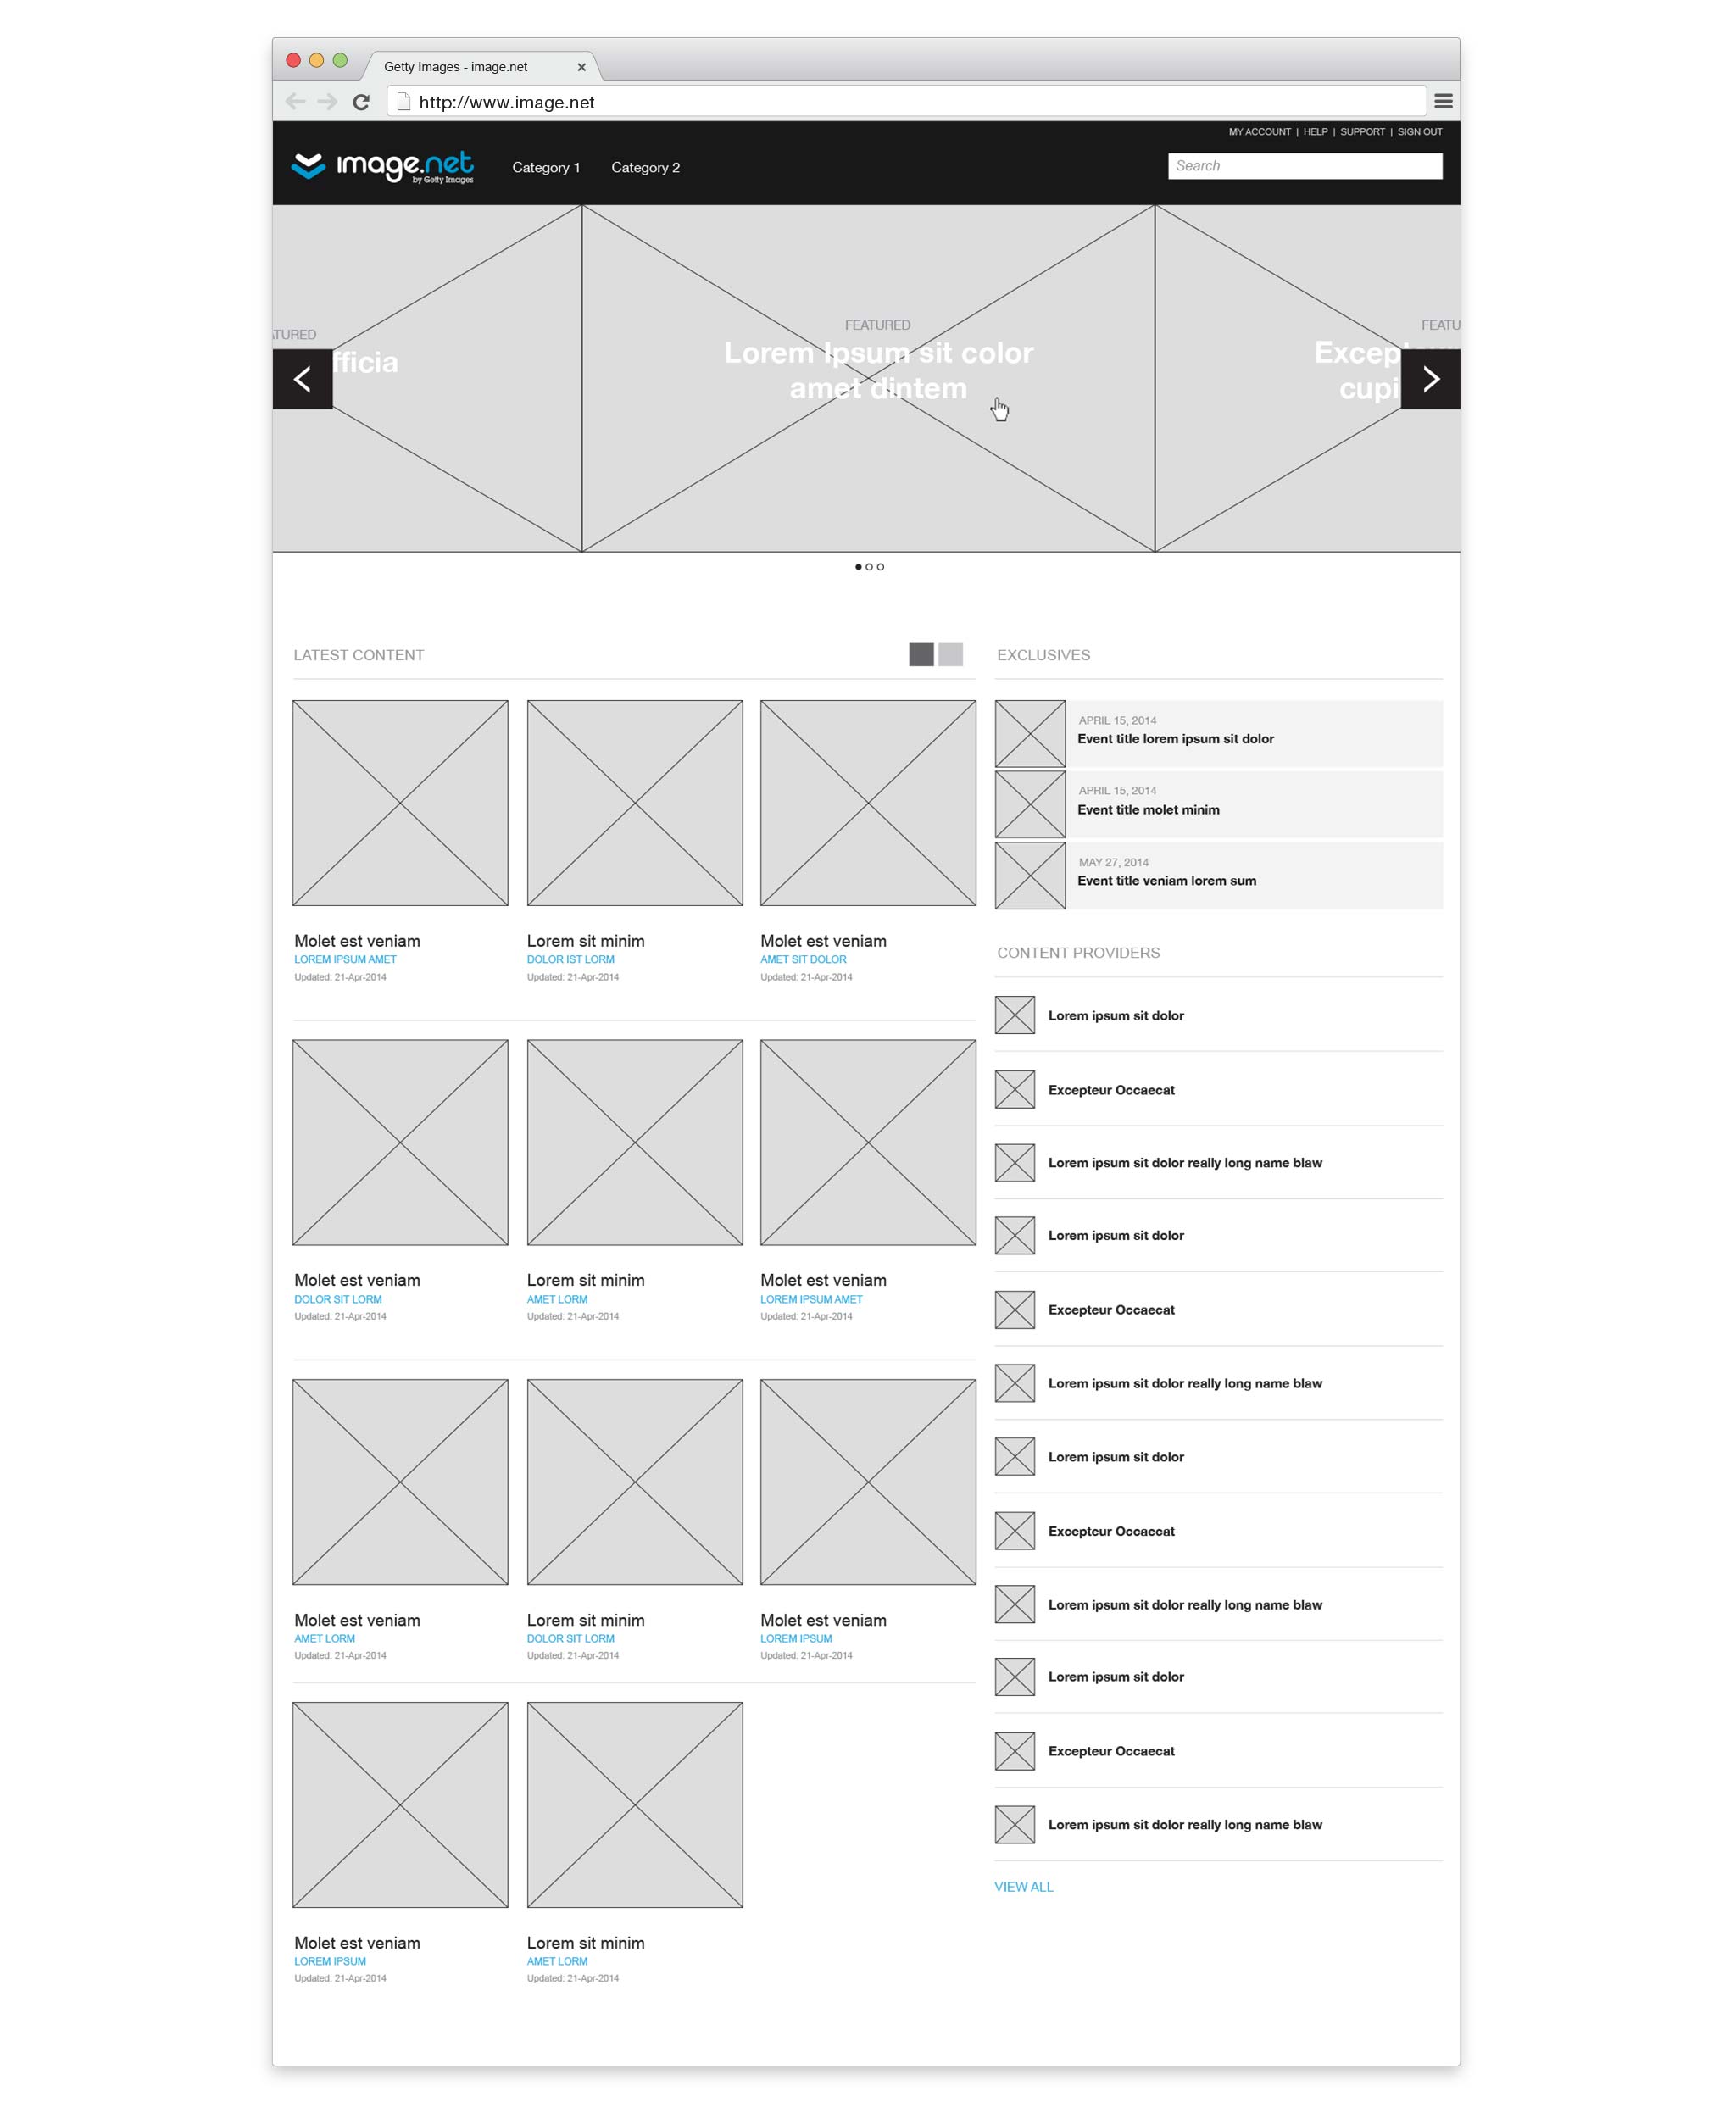 Getty Images - image.net
http://www.image.net
MY ACCOUNT | HELP | SUPPORT | SIGN OUT
image.net
by Getty Images
Category 1
Category 2
Search
TURED
fficia
FEATURED
Lorem Ipsum sit color
amet dintem
FEATU
Excep
cupi
LATEST CONTENT
Molet est veniam
LOREM IPSUM AMET
Updated: 21-Apr-2014
Lorem sit minim
DOLOR IST LORM
Updated: 21-Apr-2014
Molet est veniam
AMET SIT DOLOR
Updated: 21-Apr-2014
Molet est veniam
DOLOR SIT LORM
Updated: 21-Apr-2014
Lorem sit minim
AMET LORM
Updated: 21-Apr-2014
Molet est veniam
LOREM IPSUM AMET
Updated: 21-Apr-2014
Molet est veniam
AMET LORM
Updated: 21-Apr-2014
Lorem sit minim
DOLOR SIT LORM
Updated: 21-Apr-2014
Molet est veniam
LOREM IPSUM
Updated: 21-Apr-2014
Molet est veniam
LOREM IPSUM
Updated: 21-Apr-2014
Lorem sit minim
AMET LORM
Updated: 21-Apr-2014
EXCLUSIVES
APRIL 15, 2014
Event title lorem ipsum sit dolor
APRIL 15, 2014
Event title molet minim
MAY 27, 2014
Event title veniam lorem sum
CONTENT PROVIDERS
Lorem ipsum sit dolor
Excepteur Occaecat
Lorem ipsum sit dolor really long name blaw
Lorem ipsum sit dolor
Excepteur Occaecat
Lorem ipsum sit dolor really long name blaw
Lorem ipsum sit dolor
Excepteur Occaecat
Lorem ipsum sit dolor really long name blaw
Lorem ipsum sit dolor
Excepteur Occaecat
Lorem ipsum sit dolor really long name blaw
VIEW ALL